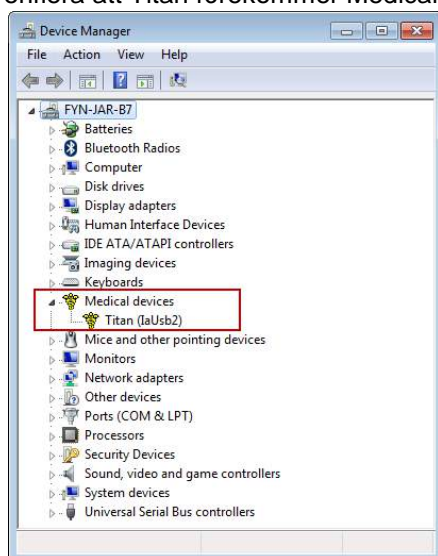 att Titan förekommer
Device Manager
File Action View Help
FYN-JAR-B7
Batteries
Bluetooth Radios
Computer
Disk drives
Display adapters
Human Interface Devices
IDE ATA/ATAPI controllers
Imaging devices
Keyboards
Medical devices
Titan (IaUsb2)
Mice and other pointing devices
Monitors
Network adapters
Other devices
Ports (COM & LPT)
Processors
Security Devices
Sound, video and game controllers
System devices
Universal Serial Bus controllers